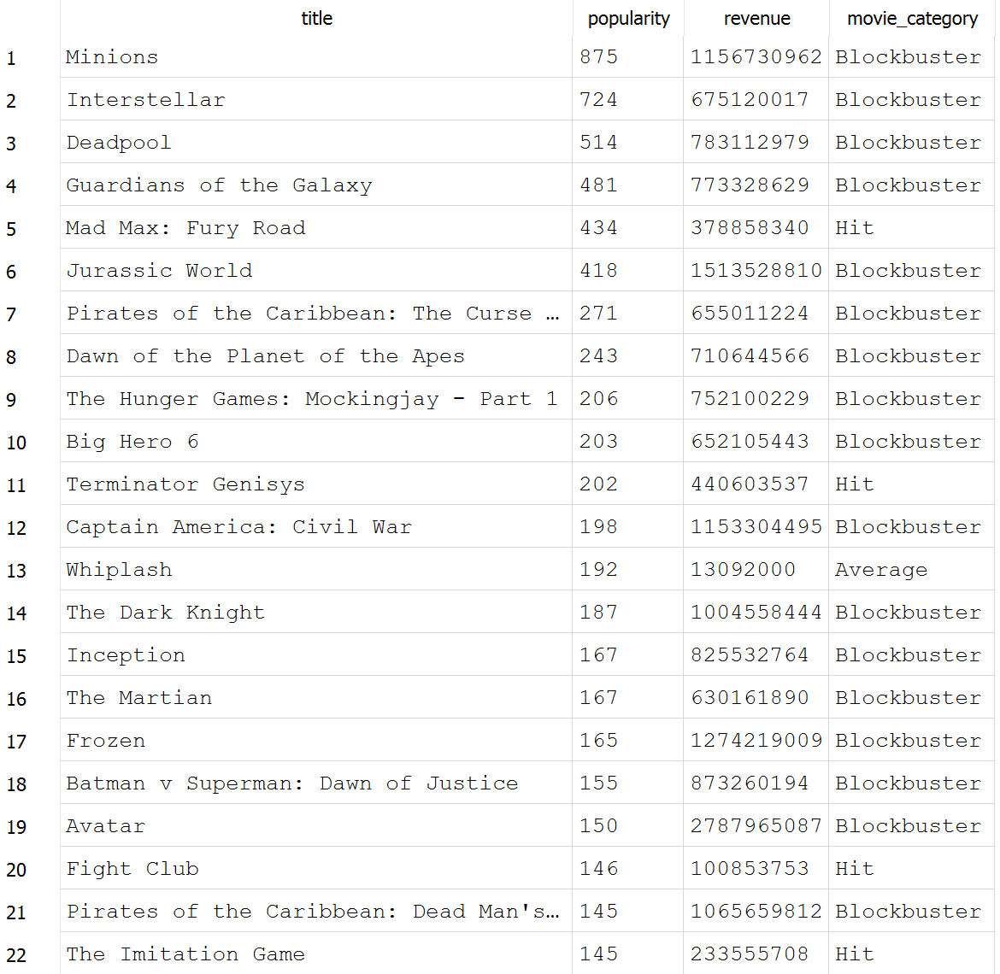 title popularity revenue movie_category
1 Minions 875 1156730962 Blockbuster
2 Interstellar 724 675120017 Blockbuster
3 Deadpool 514 783112979 Blockbuster
4 Guardians of the Galaxy 481 773328629 Blockbuster
5 Mad Max: Fury Road 434 378858340 Hit
6 Jurassic World 418 1513528810 Blockbuster
7 Pirates of the Caribbean: The Curse … 271 655011224 Blockbuster
8 Dawn of the Planet of the Apes 243 710644566 Blockbuster
9 The Hunger Games: Mockingjay - Part 1 206 752100229 Blockbuster
10 Big Hero 6 203 652105443 Blockbuster
11 Terminator Genisys 202 440603537 Hit
12 Captain America: Civil War 198 1153304495 Blockbuster
13 Whiplash 192 13092000 Average
14 The Dark Knight 187 1004558444 Blockbuster
15 Inception 167 825532764 Blockbuster
16 The Martian 167 630161890 Blockbuster
17 Frozen 165 1274219009 Blockbuster
18 Batman v Superman: Dawn of Justice 155 873260194 Blockbuster
19 Avatar 150 2787965087 Blockbuster
20 Fight Club 146 100853753 Hit
21 Pirates of the Caribbean: Dead Man's… 145 1065659812 Blockbuster
22 The Imitation Game 145 233555708 Hit